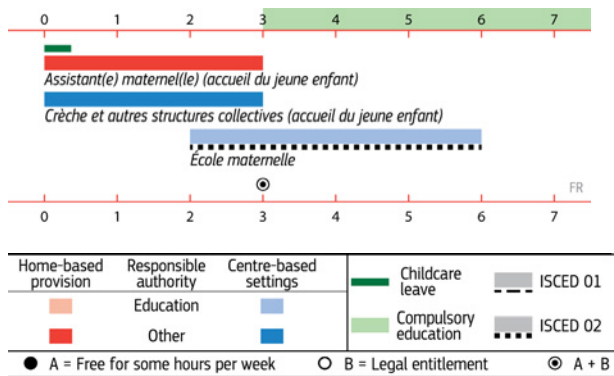 0 1 2 3 4 5 6 7
Assistant(e) maternel(le) (accueil du jeune enfant)
Crèche et autres structures collectives (accueil du jeune enfant)
École maternelle
FR
0 1 2 3 4 5 6 7
Home-based provision
Responsible authority
Centre-based settings
Education
Other
Childcare leave
Compulsory education
ISCED 01
ISCED 02
A = Free for some hours per week
B = Legal entitlement
A + B